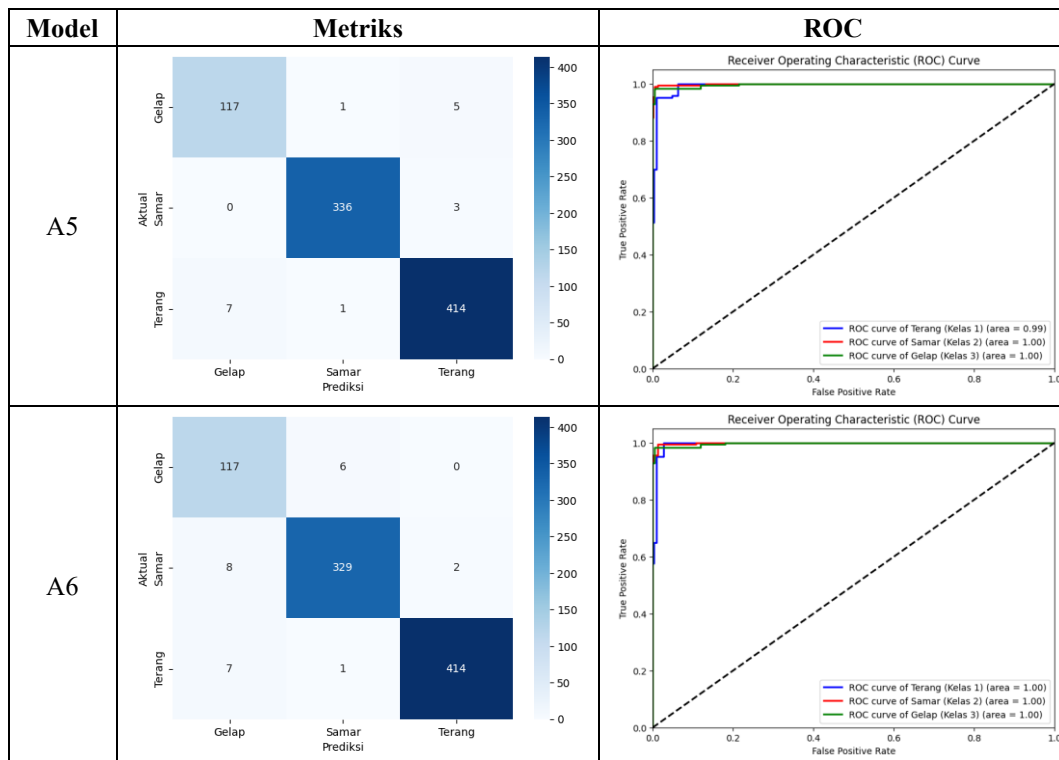 Model Metriks ROC
A5
Gelap
Aktual
Samar
Terang
117 1 5
0 336 3
7 1 414
Gelap Samar Terang
Prediksi
400
350
300
250
200
150
100
50
0
Receiver Operating Characteristic (ROC) Curve
True Positive Rate
1.0
0.8
0.6
0.4
0.2
0.0
ROC curve of Terang (Kelas 1) (area = 0.99)
ROC curve of Samar (Kelas 2) (area = 1.00)
ROC curve of Gelap (Kelas 3) (area = 1.00)
0.0 0.2 0.4 0.6 0.8 1.0
False Positive Rate
A6
Gelap
Aktual
Samar
Terang
117 6 0
8 329 2
7 1 414
Gelap Samar Terang
Prediksi
400
350
300
250
200
150
100
50
0
Receiver Operating Characteristic (ROC) Curve
True Positive Rate
1.0
0.8
0.6
0.4
0.2
0.0
ROC curve of Terang (Kelas 1) (area = 1.00)
ROC curve of Samar (Kelas 2) (area = 1.00)
ROC curve of Gelap (Kelas 3) (area = 1.00)
0.0 0.2 0.4 0.6 0.8 1.0
False Positive Rate